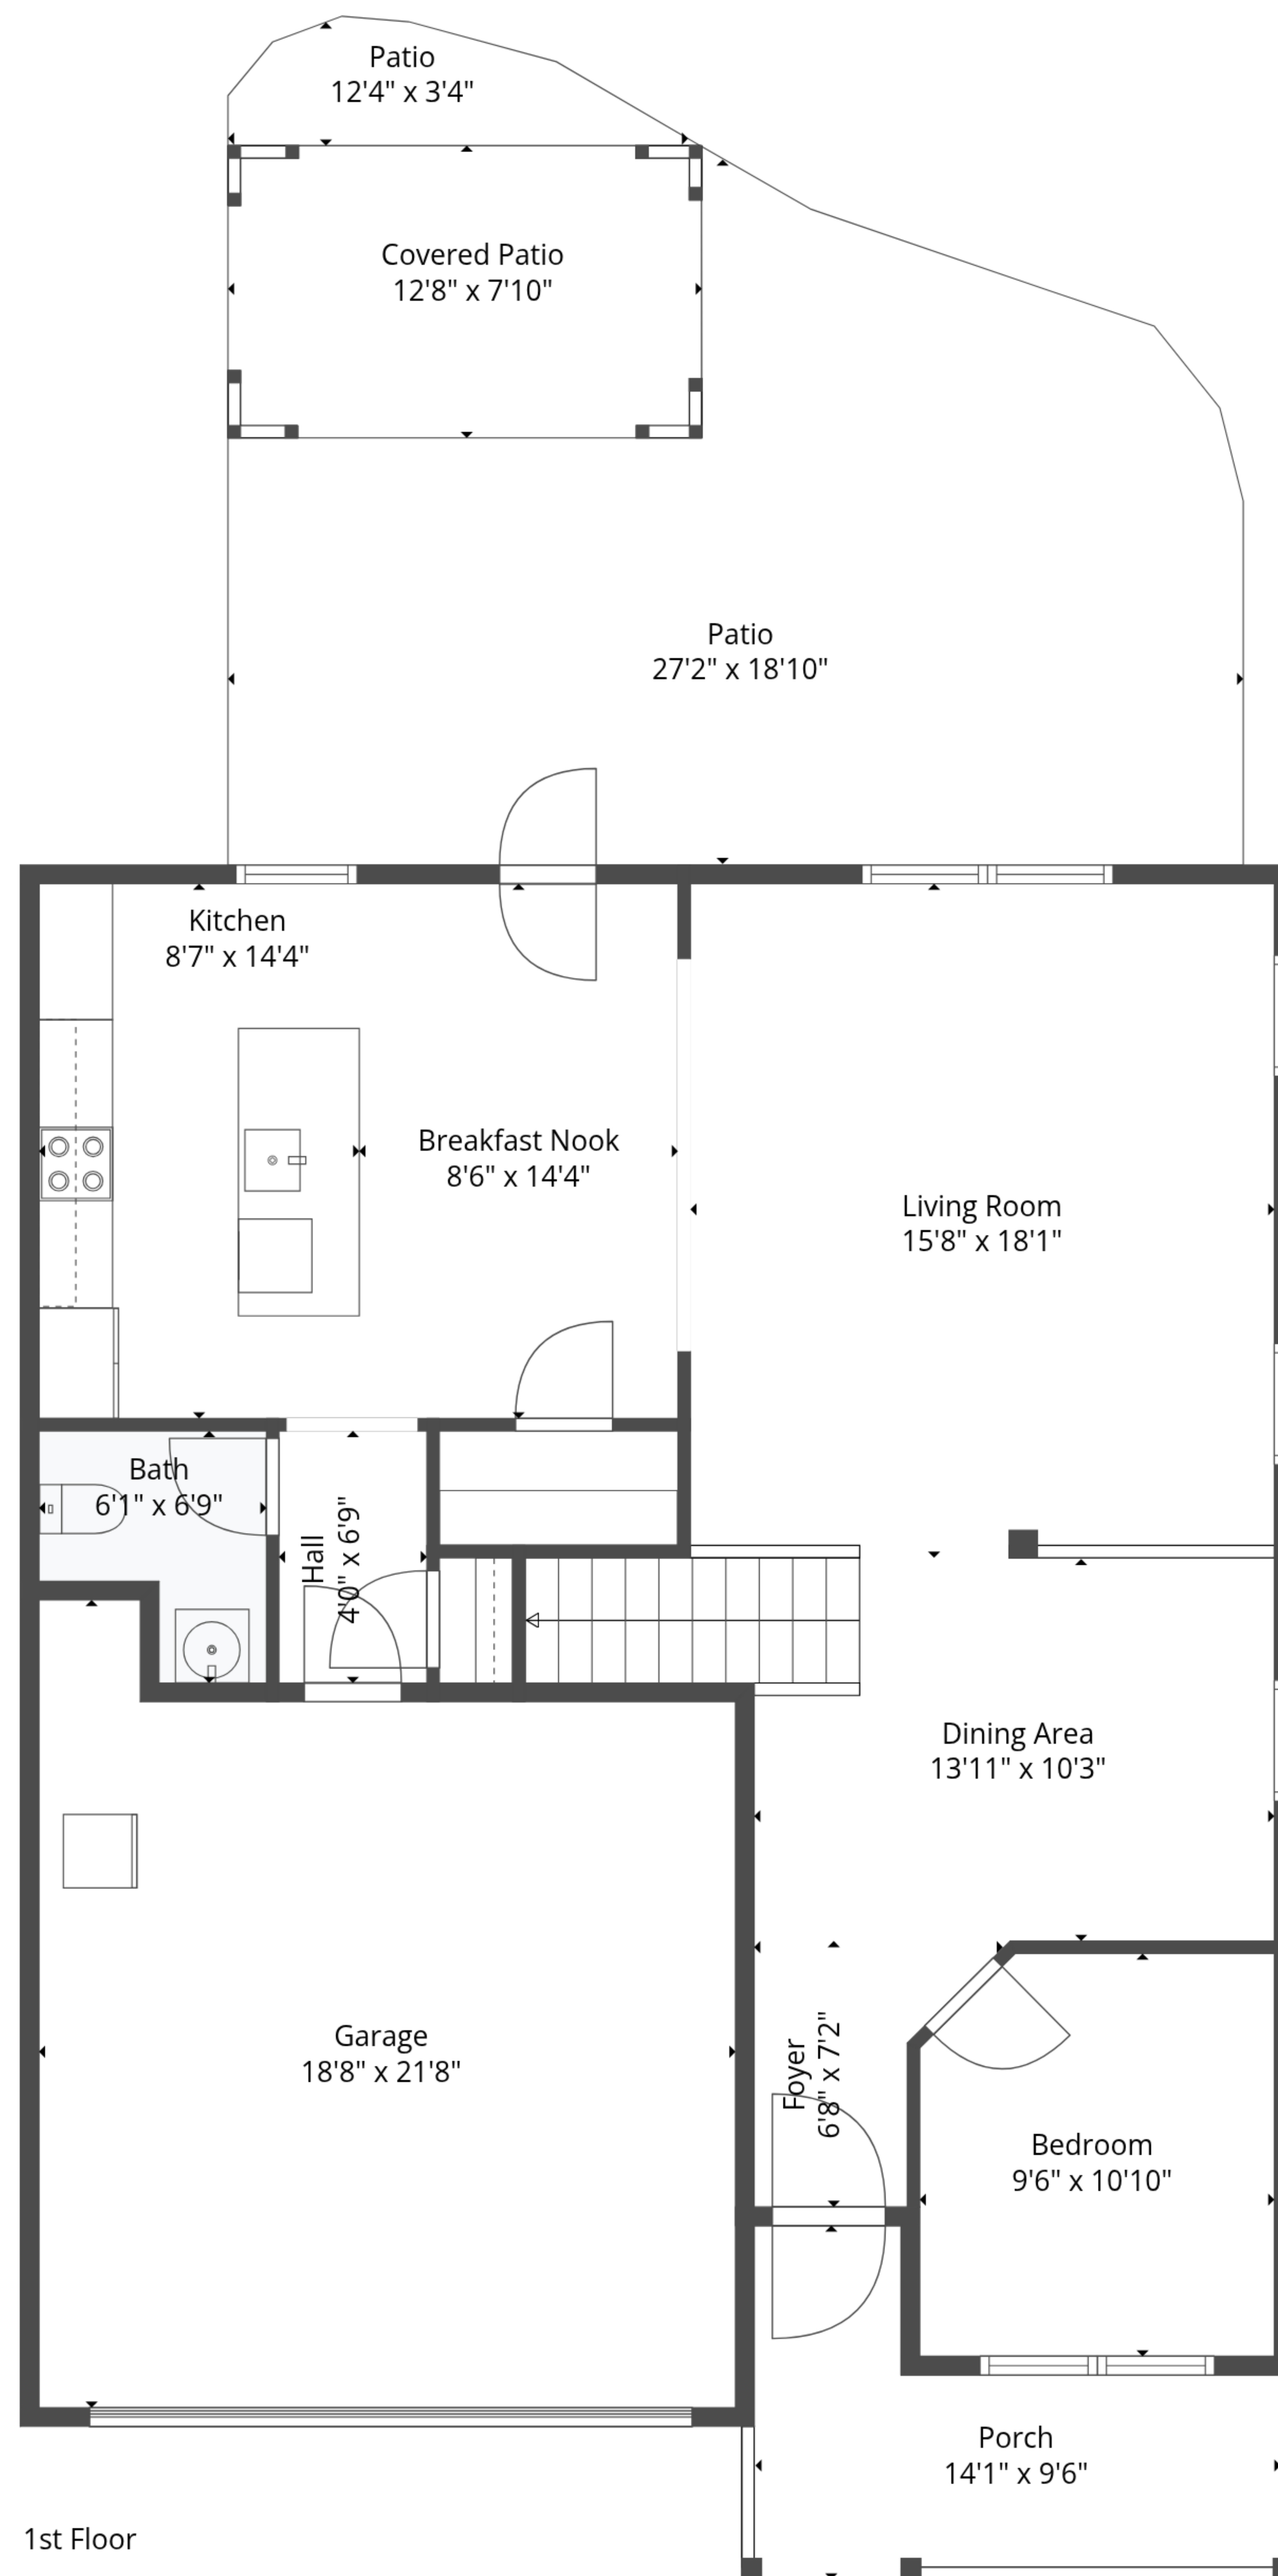 Patio
12'4" x 3'4"
Covered Patio
12'8" x 7'10"
Patio
27'2" x 18'10"
Kitchen
8'7" x 14'4"
Breakfast Nook
8'6" x 14'4"
Living Room
15'8" x 18'1"
Bath
6'1" x 6'9"
Hall
4'0" x 6'9"
Dining Area
13'11" x 10'3"
Garage
18'8" x 21'8"
Foyer
6'8" x 7'2"
Bedroom
9'6" x 10'10"
Porch
14'1" x 9'6"
1st Floor